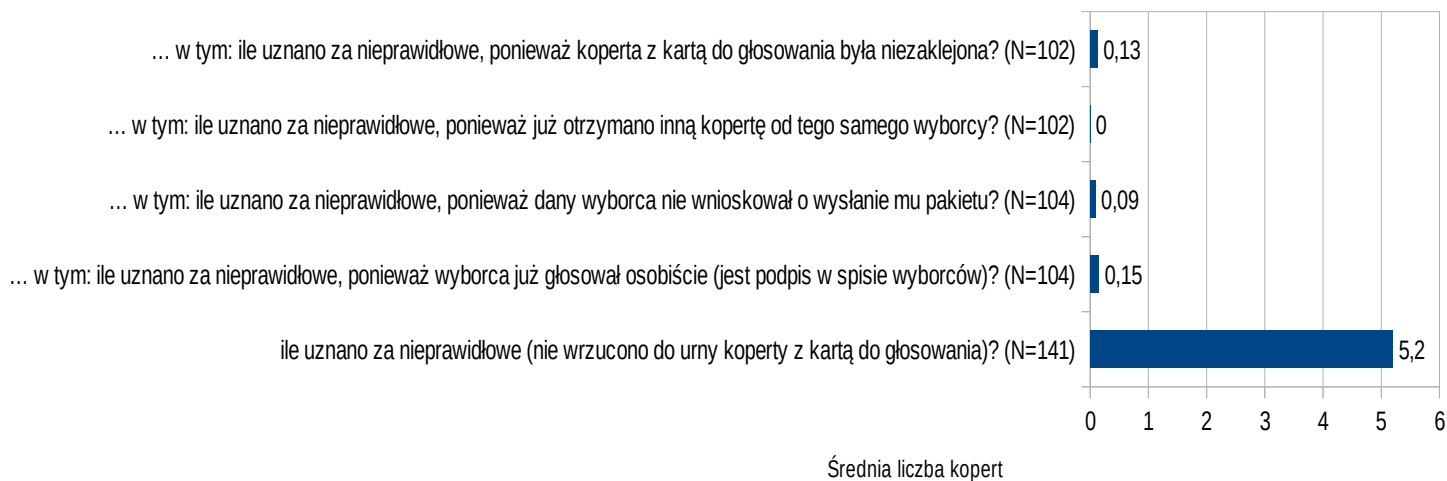 … w tym: ile uznano za nieprawidłowe, ponieważ koperta z kartą do głosowania była niezaklejona? (N=102) 0,13
… w tym: ile uznano za nieprawidłowe, ponieważ już otrzymano inną kopertę od tego samego wyborcy? (N=102) 0
… w tym: ile uznano za nieprawidłowe, ponieważ dany wyborca nie wnioskował o wysłanie mu pakietu? (N=104) 0,09
… w tym: ile uznano za nieprawidłowe, ponieważ wyborca już głosował osobiście (jest podpis w spisie wyborców)? (N=104) 0,15
ile uznano za nieprawidłowe (nie wrzucono do urny koperty z kartą do głosowania)? (N=141) 5,2
0 1 2 3 4 5 6
Średnia liczba kopert